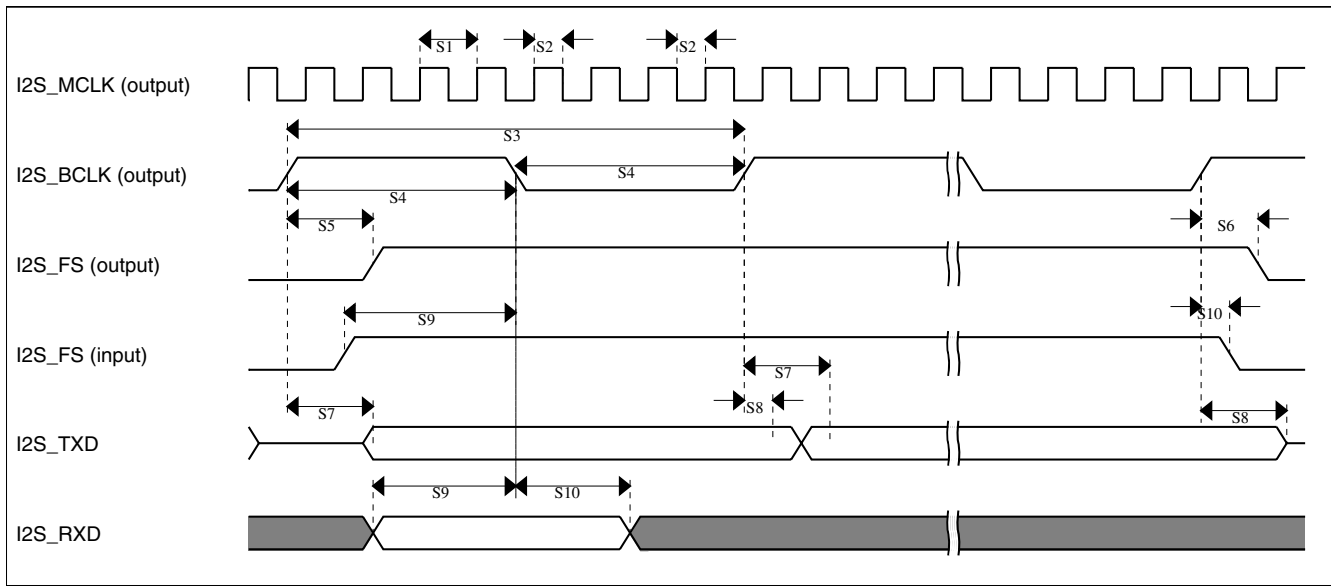 S1
S2
S2
I2S_MCLK (output)
S3
I2S_BCLK (output)
S4
S4
S5
S6
I2S_FS (output)
S9
S10
I2S_FS (input)
S7
S7
S8
S8
I2S_TXD
S9
S10
I2S_RXD